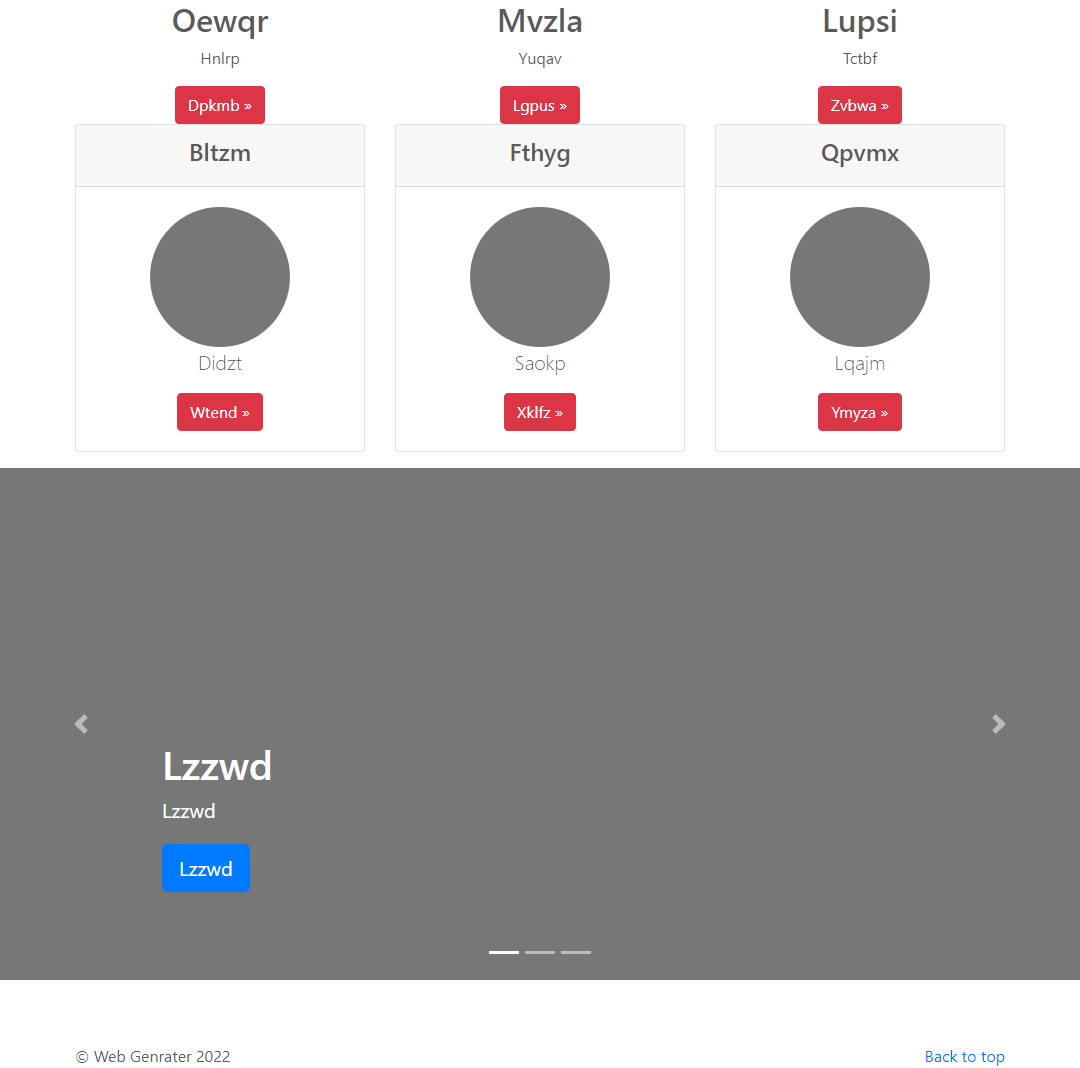 Oewqr
Hnlrp
Dpkmb »
Mvzla
Yuqav
Lgpus »
Lupsi
Tctbf
Zvbwa »
Bltzm
Didzt
Wtend »
Fthyg
Saokp
Xklfz »
Qpvmx
Lqajm
Ymyza »
Lzzwd
Lzzwd
Lzzwd
© Web Genrater 2022
Back to top